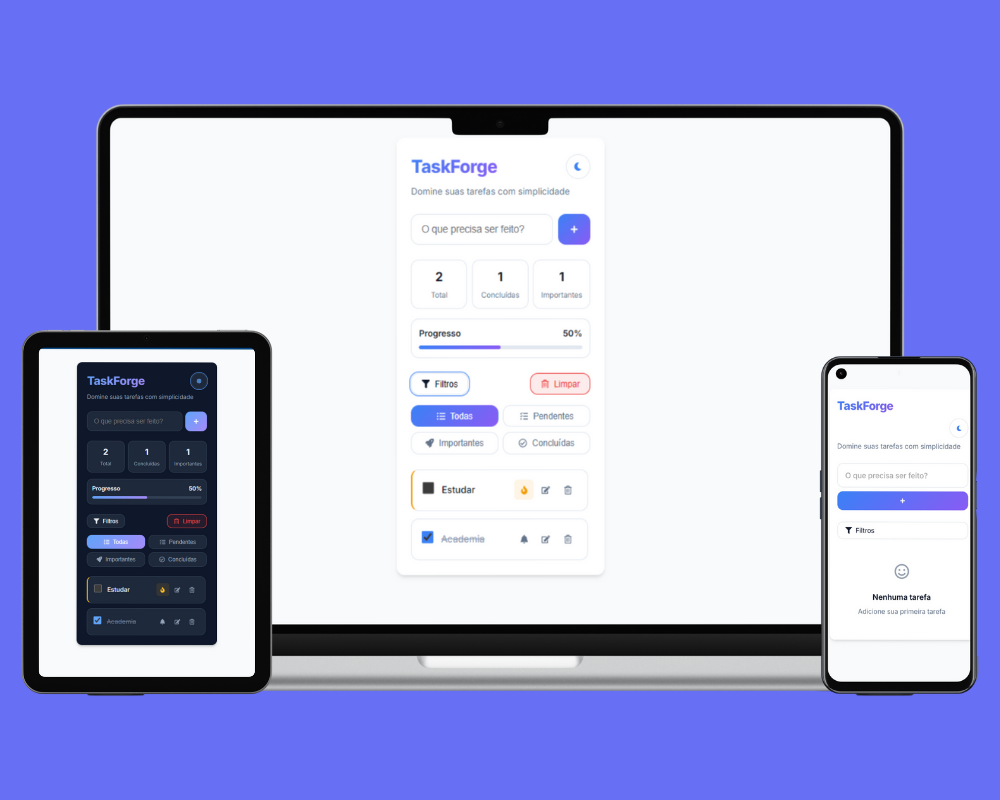 TaskForge
Domine suas tarefas com simplicidade
O que precisa ser feito?
+
2 1 1
Total Concluídas Importantes
Progresso 50%
Filtros Limpar
Todas Pendentes
Importantes Concluídas
Estudar
Academia
TaskForge
Domine suas tarefas com simplicidade
O que precisa ser feito?
+
2 1 1
Total Concluídas Importantes
Progresso 50%
Filtros Limpar
Todas Pendentes
Importantes Concluídas
Estudar
Academia
TaskForge
Domine suas tarefas com simplicidade
O que precisa ser feito?
+
Filtros
Nenhuma tarefa
Adicione sua primeira tarefa